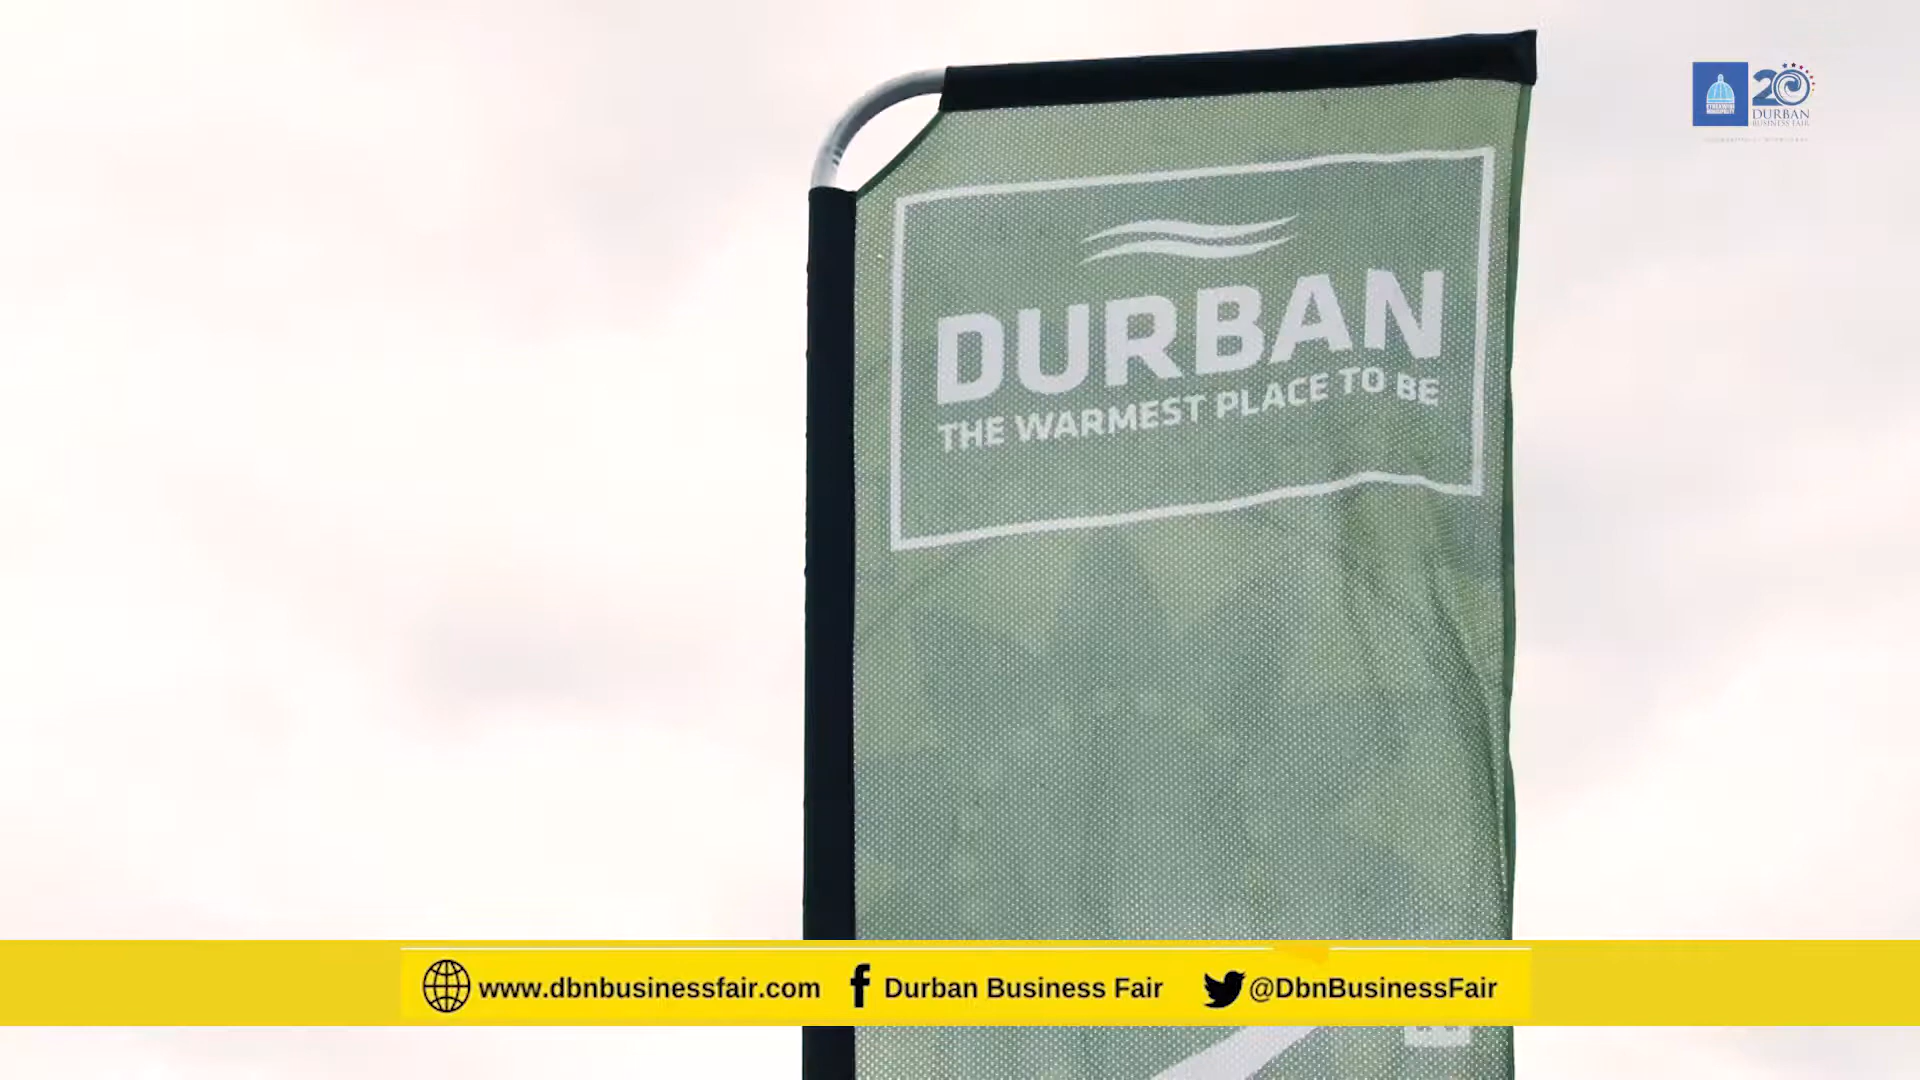 20
DURBAN
BUSINESS FAIR
DURBAN
THE WARMEST PLACE TO BE
www.dbnbusinessfair.com
Durban Business Fair
@DbnBusinessFair